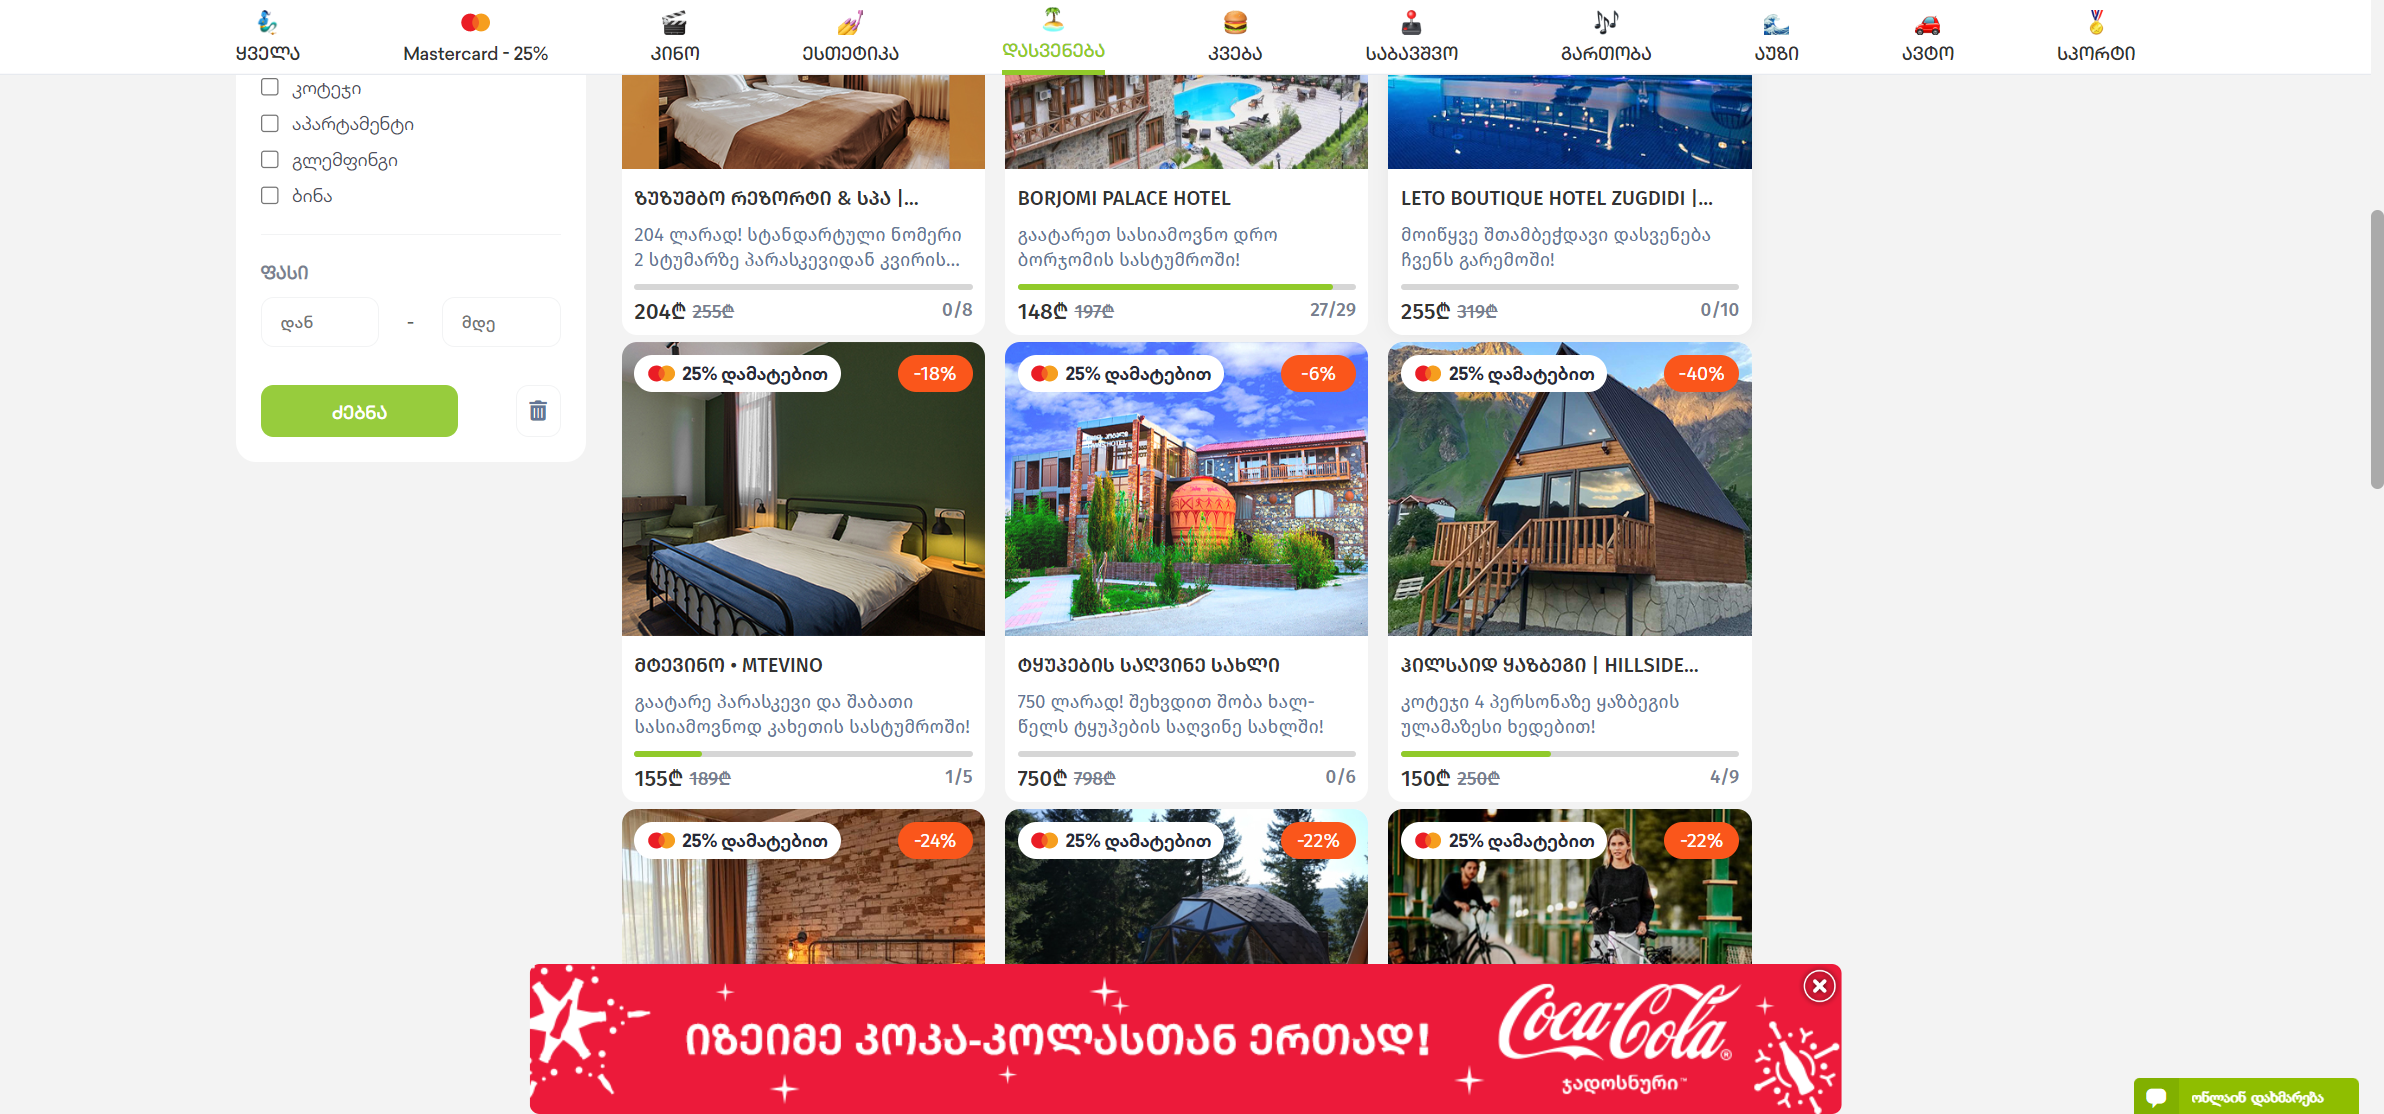 ყველა
Mastercard - 25%
კინო
ესთეტიკა
დასვენება
კვება
საბავშვო
გართობა
აუზი
ავტო
სპორტი
კოტეჯი
აპარტამენტი
გლემფინგი
ბინა
ფასი
დან - მდე
ძებნა
ზუზუმბო რეზორტი & სპა |...
204 ლარად! სტანდარტული ნომერი
2 სტუმარზე პარასკევიდან კვირის...
204₾ 255₾ 0/8
BORJOMI PALACE HOTEL
გაატარეთ სასიამოვნო დრო
ბორჯომის სასტუმროში!
148₾ 197₾ 27/29
LETO BOUTIQUE HOTEL ZUGDIDI |...
მოიწყვე შთამბეჭდავი დასვენება
ჩვენს გარემოში!
255₾ 319₾ 0/10
25% დამატებით -18%
მტევინო • MTEVINO
გაატარე პარასკევი და შაბათი
სასიამოვნოდ კახეთის სასტუმროში!
155₾ 189₾ 1/5
25% დამატებით -6%
ტყუპების საღვინე სახლი
750 ლარად! შეხვდით შობა ხალ-
წელს ტყუპების საღვინე სახლში!
750₾ 798₾ 0/6
25% დამატებით -40%
ჰილსაიდ ყაზბეგი | HILLSIDE...
კოტეჯი 4 პერსონაზე ყაზბეგის
ულამაზესი ხედებით!
150₾ 250₾ 4/9
25% დამატებით -24%
25% დამატებით -22%
25% დამატებით -22%
იზეიმე კოკა-კოლასთან ერთად!
Coca-Cola®
ჯადოსნური™
ონლაინ დახმარება